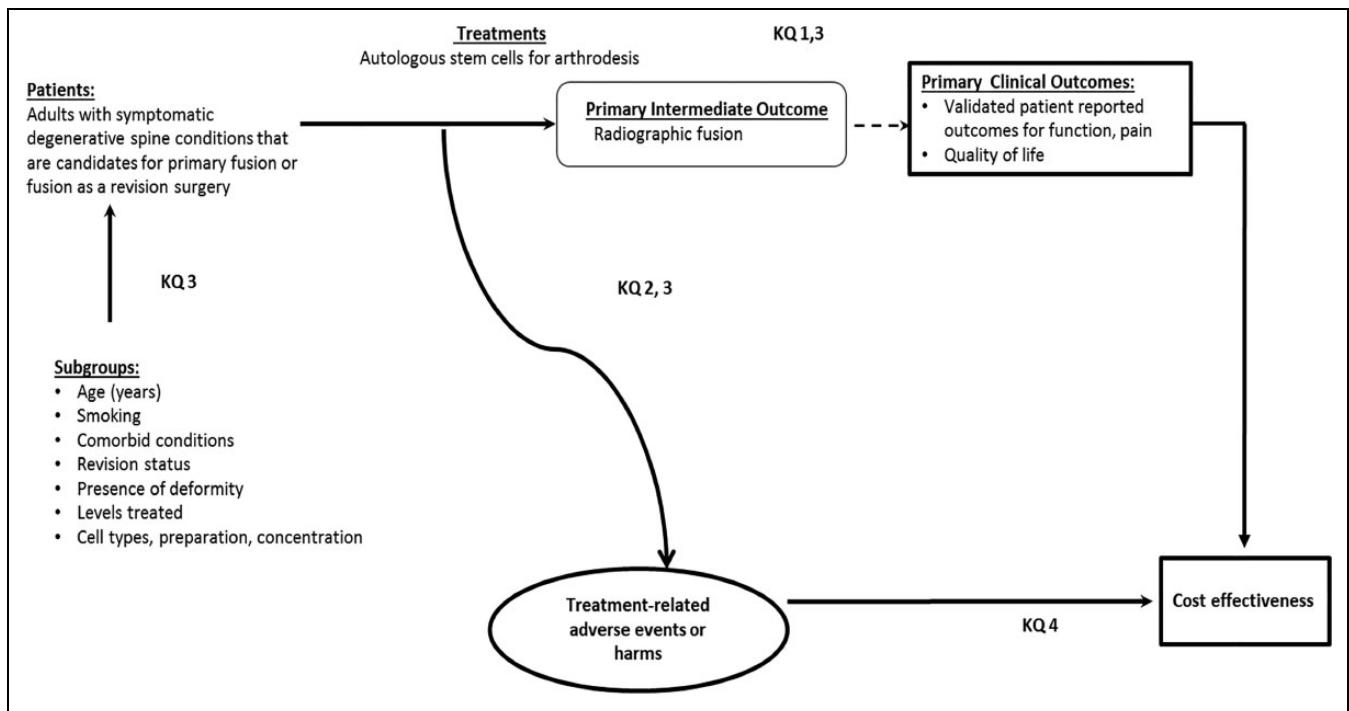 Treatments
Autologous stem cells for arthrodesis
KQ 1,3
Patients:
Adults with symptomatic
degenerative spine conditions that
are candidates for primary fusion or
fusion as a revision surgery
Primary Intermediate Outcome
Radiographic fusion
Primary Clinical Outcomes:
• Validated patient reported
outcomes for function, pain
• Quality of life
KQ 3
KQ 2, 3
Subgroups:
• Age (years)
• Smoking
• Comorbid conditions
• Revision status
• Presence of deformity
• Levels treated
• Cell types, preparation, concentration
Treatment-related
adverse events or
harms
KQ 4
Cost effectiveness